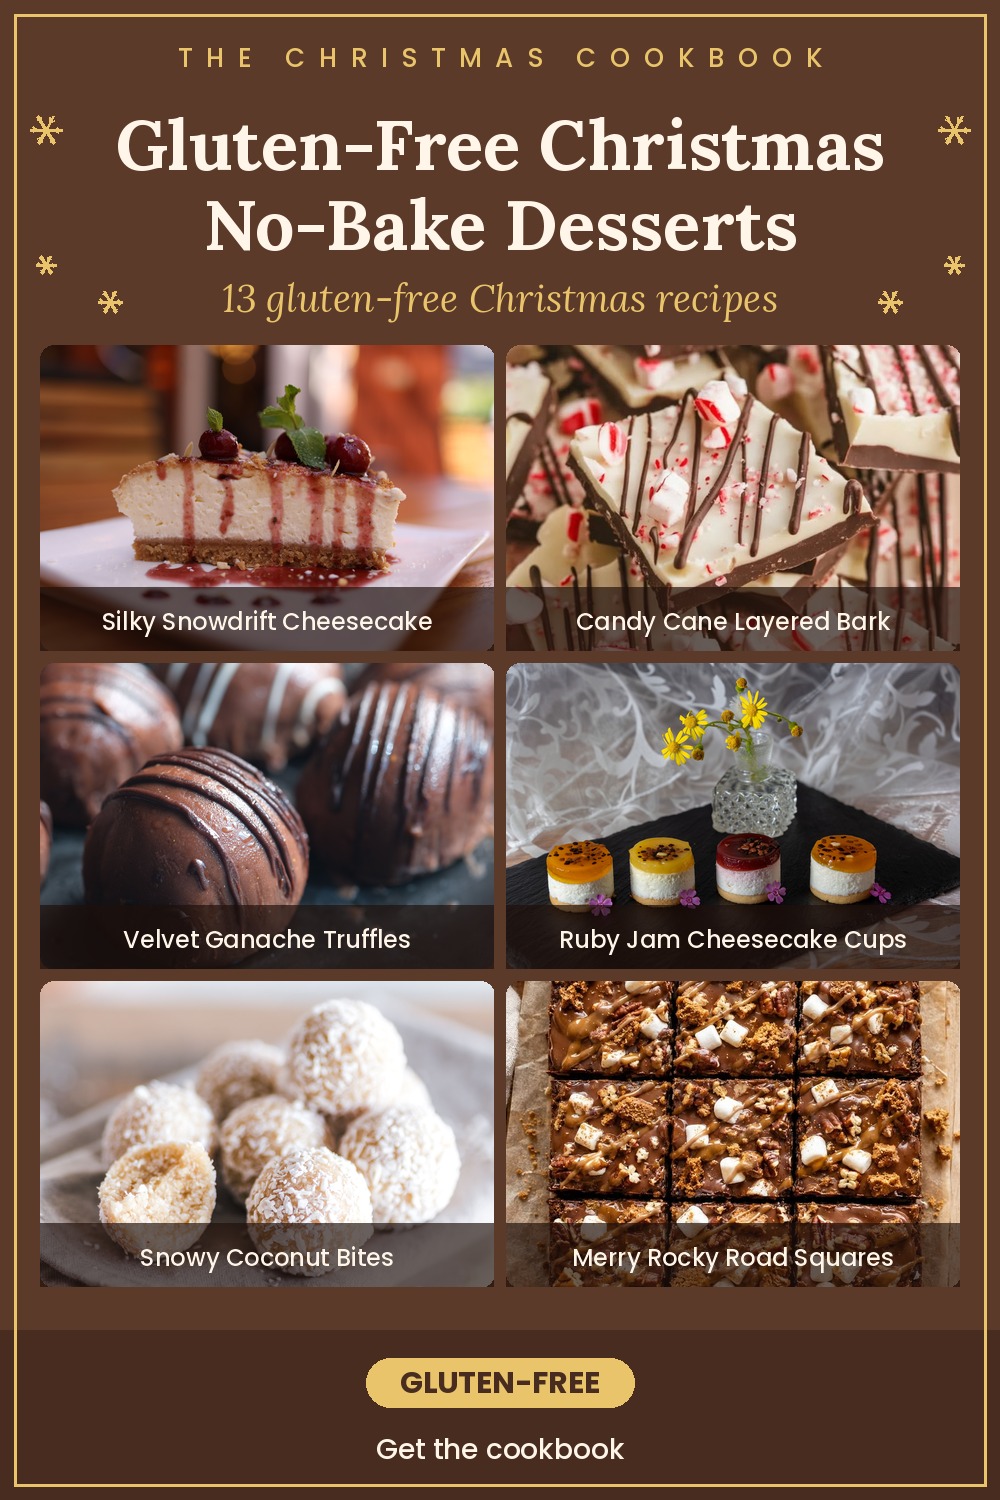 THE CHRISTMAS COOKBOOK
Gluten-Free Christmas
No-Bake Desserts
13 gluten-free Christmas recipes
Silky Snowdrift Cheesecake
Candy Cane Layered Bark
Velvet Ganache Truffles
Ruby Jam Cheesecake Cups
Snowy Coconut Bites
Merry Rocky Road Squares
GLUTEN-FREE
Get the cookbook